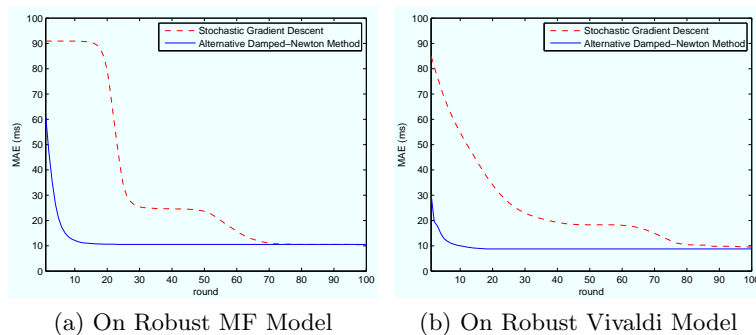 100
90
80
70
60
50
40
30
20
10
0
MAE (ms)
10 20 30 40 50 60 70 80 90 100
round
Stochastic Gradient Descent
Alternative Damped−Newton Method
(a) On Robust MF Model
100
90
80
70
60
50
40
30
20
10
0
MAE (ms)
10 20 30 40 50 60 70 80 90 100
round
Stochastic Gradient Descent
Alternative Damped−Newton Method
(b) On Robust Vivaldi Model